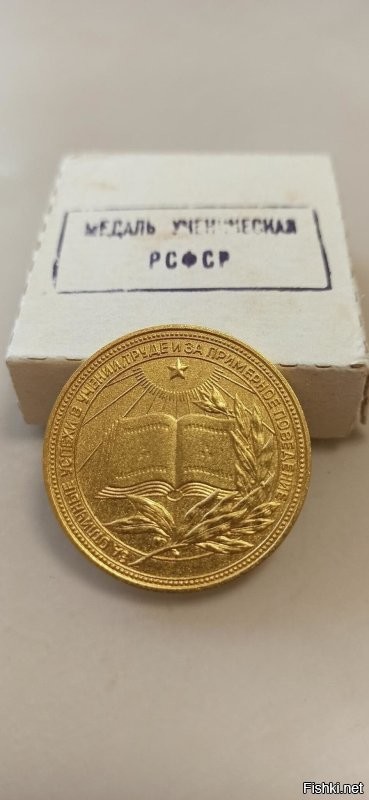 МЕДАЛЬ УЧЕНИЧЕСКАЯ
РСФСР
ЗА ОТЛИЧНЫЕ УСПЕХИ В УЧЕНИИ, ТРУДЕ И ЗА ПРИМЕРНОЕ ПОВЕДЕНИЕ
Fishki.net